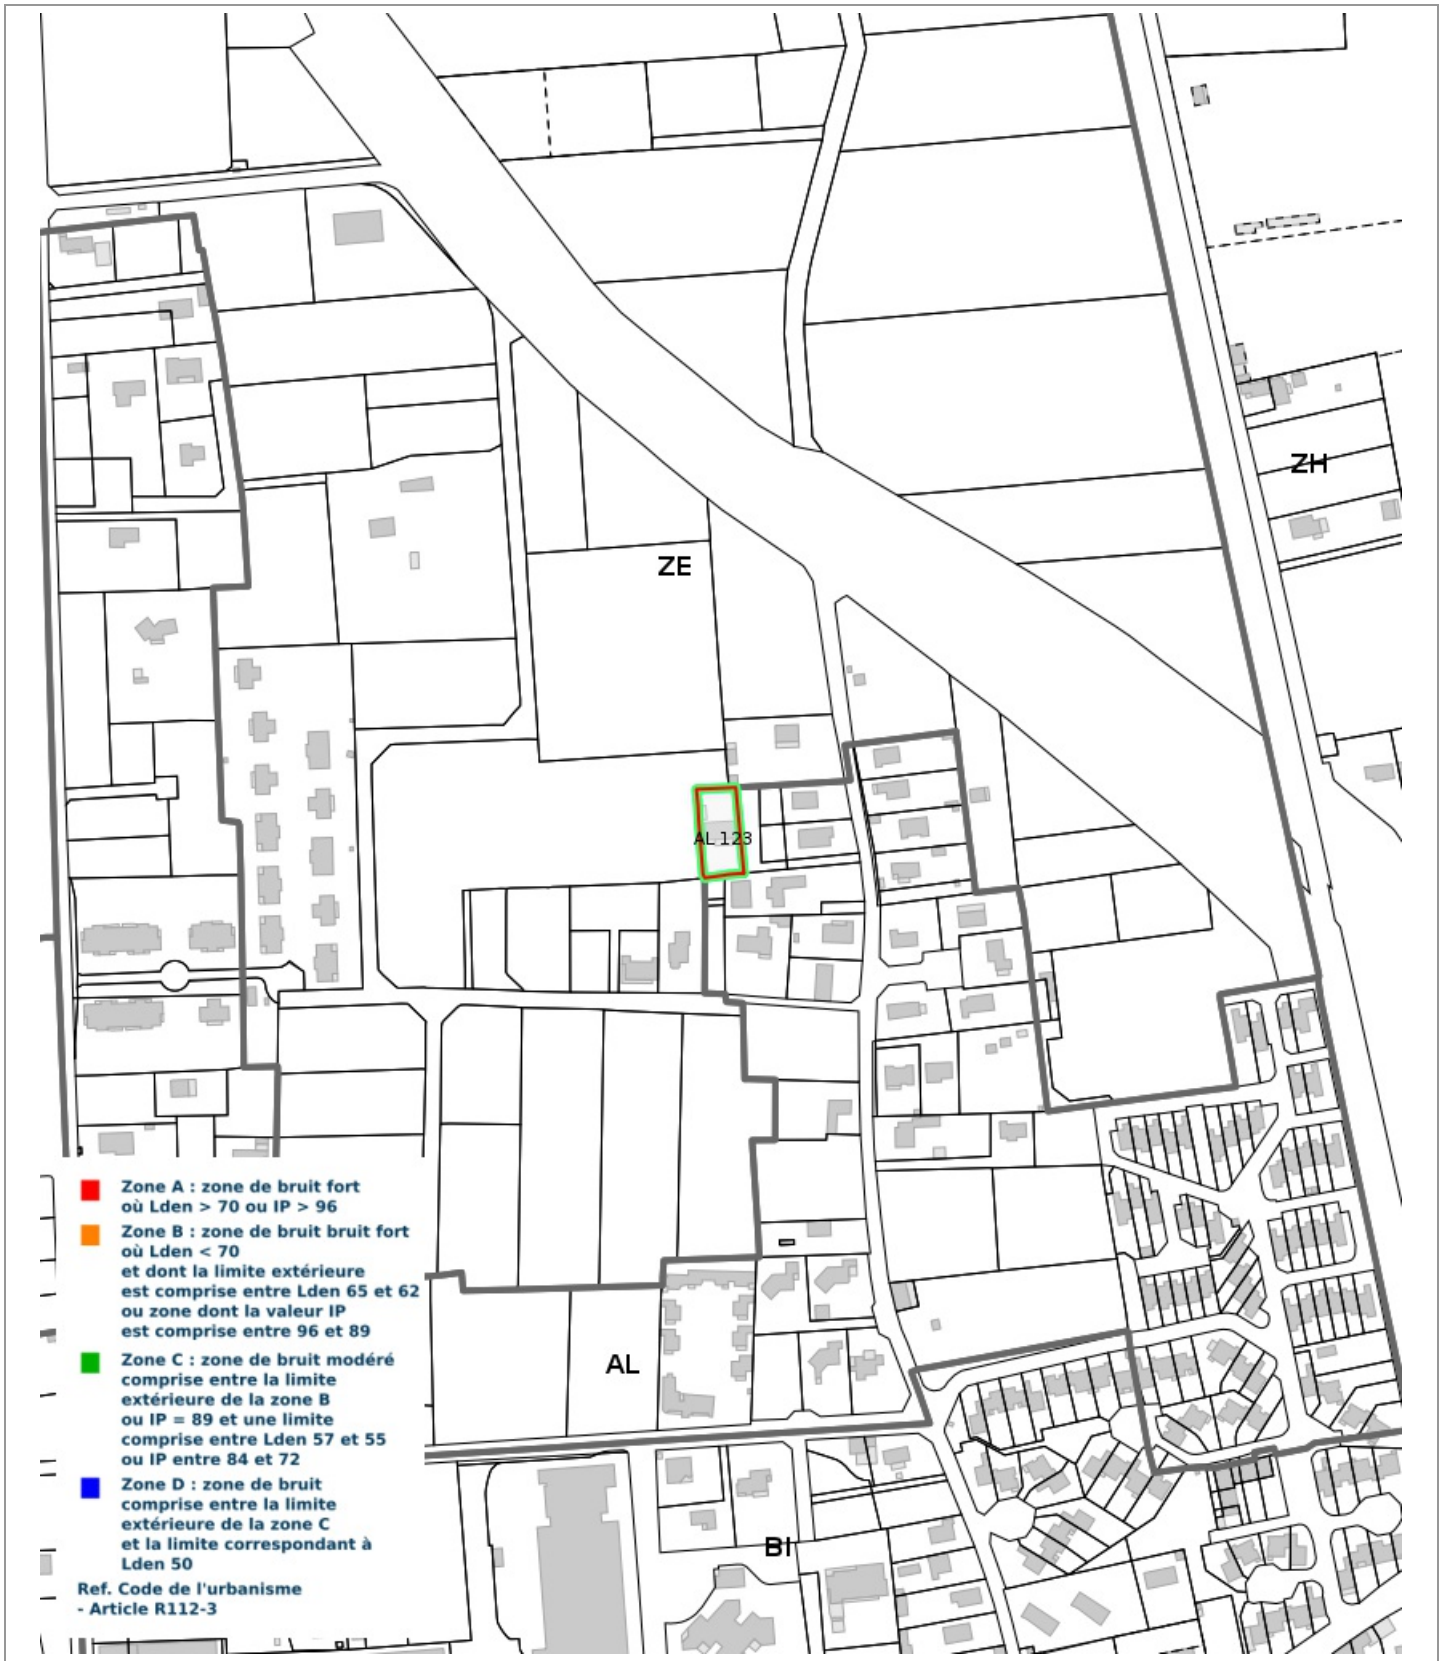 ZH
ZE
AL 123
Zone A : zone de bruit fort
où Lden > 70 ou IP > 96
Zone B : zone de bruit bruit fort
où Lden < 70
et dont la limite extérieure
est comprise entre Lden 65 et 62
ou zone dont la valeur IP
est comprise entre 96 et 89
Zone C : zone de bruit modéré
comprise entre la limite
extérieure de la zone B
ou IP = 89 et une limite
comprise entre Lden 57 et 55
ou IP entre 84 et 72
Zone D : zone de bruit
comprise entre la limite
extérieure de la zone C
et la limite correspondant à
Lden 50
Ref. Code de l'urbanisme
- Article R112-3
AL
BI